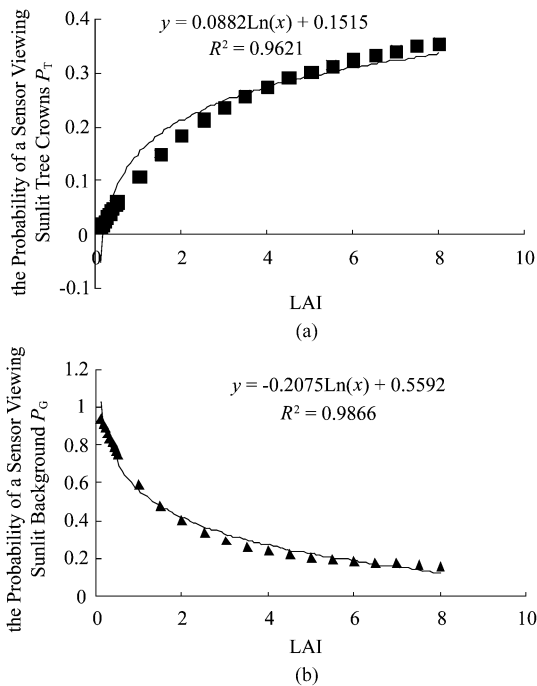 the Probability of a Sensor Viewing
Sunlit Tree Crowns P_T
y = 0.0882Ln(x) + 0.1515
R² = 0.9621
0.4
0.3
0.2
0.1
0
-0.1
0 2 4 6 8 10
LAI
(a)
the Probability of a Sensor Viewing
Sunlit Background P_G
y = -0.2075Ln(x) + 0.5592
R² = 0.9866
1.2
1
0.8
0.6
0.4
0.2
0
0 2 4 6 8 10
LAI
(b)